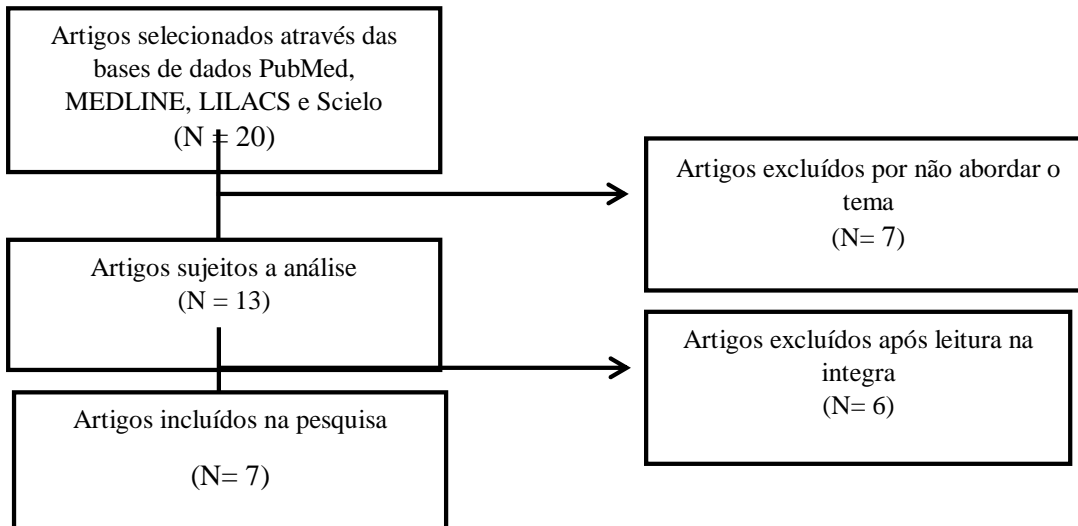 Artigos selecionados através das
bases de dados PubMed,
MEDLINE, LILACS e Scielo
(N = 20)
Artigos excluídos por não abordar o
tema
(N= 7)
Artigos sujeitos a análise
(N = 13)
Artigos excluídos após leitura na
integra
(N= 6)
Artigos incluídos na pesquisa
(N= 7)